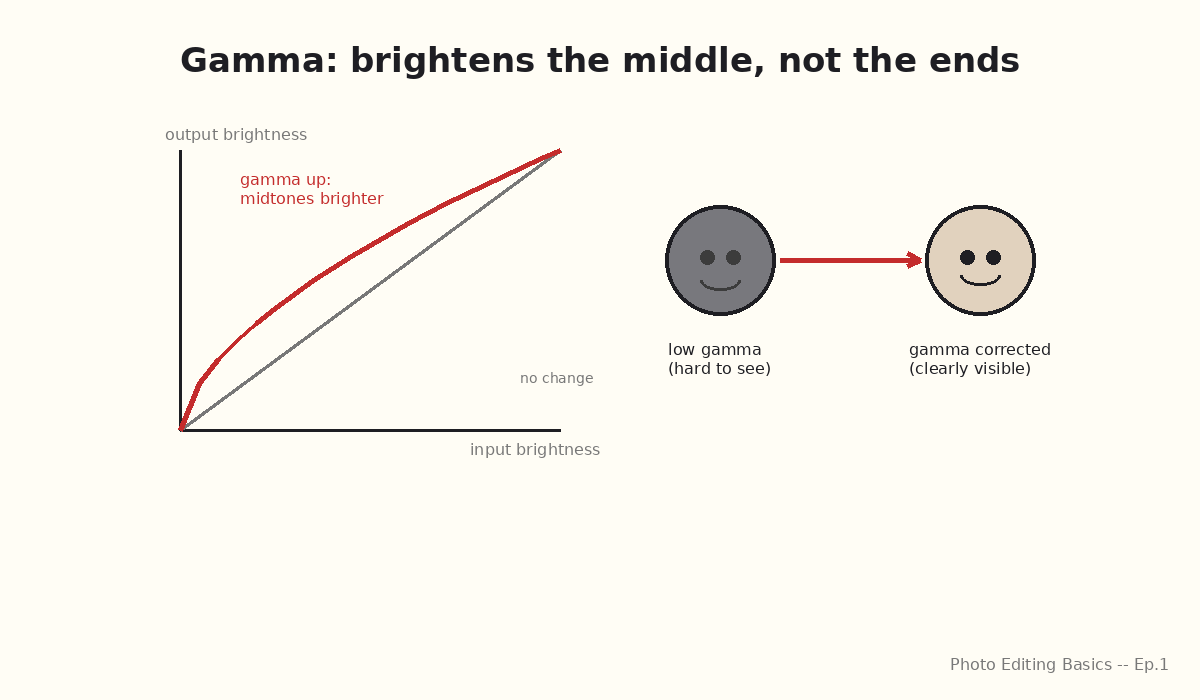 Gamma: brightens the middle, not the ends
output brightness
gamma up:
midtones brighter
no change
input brightness
low gamma
(hard to see)
gamma corrected
(clearly visible)
Photo Editing Basics -- Ep.1